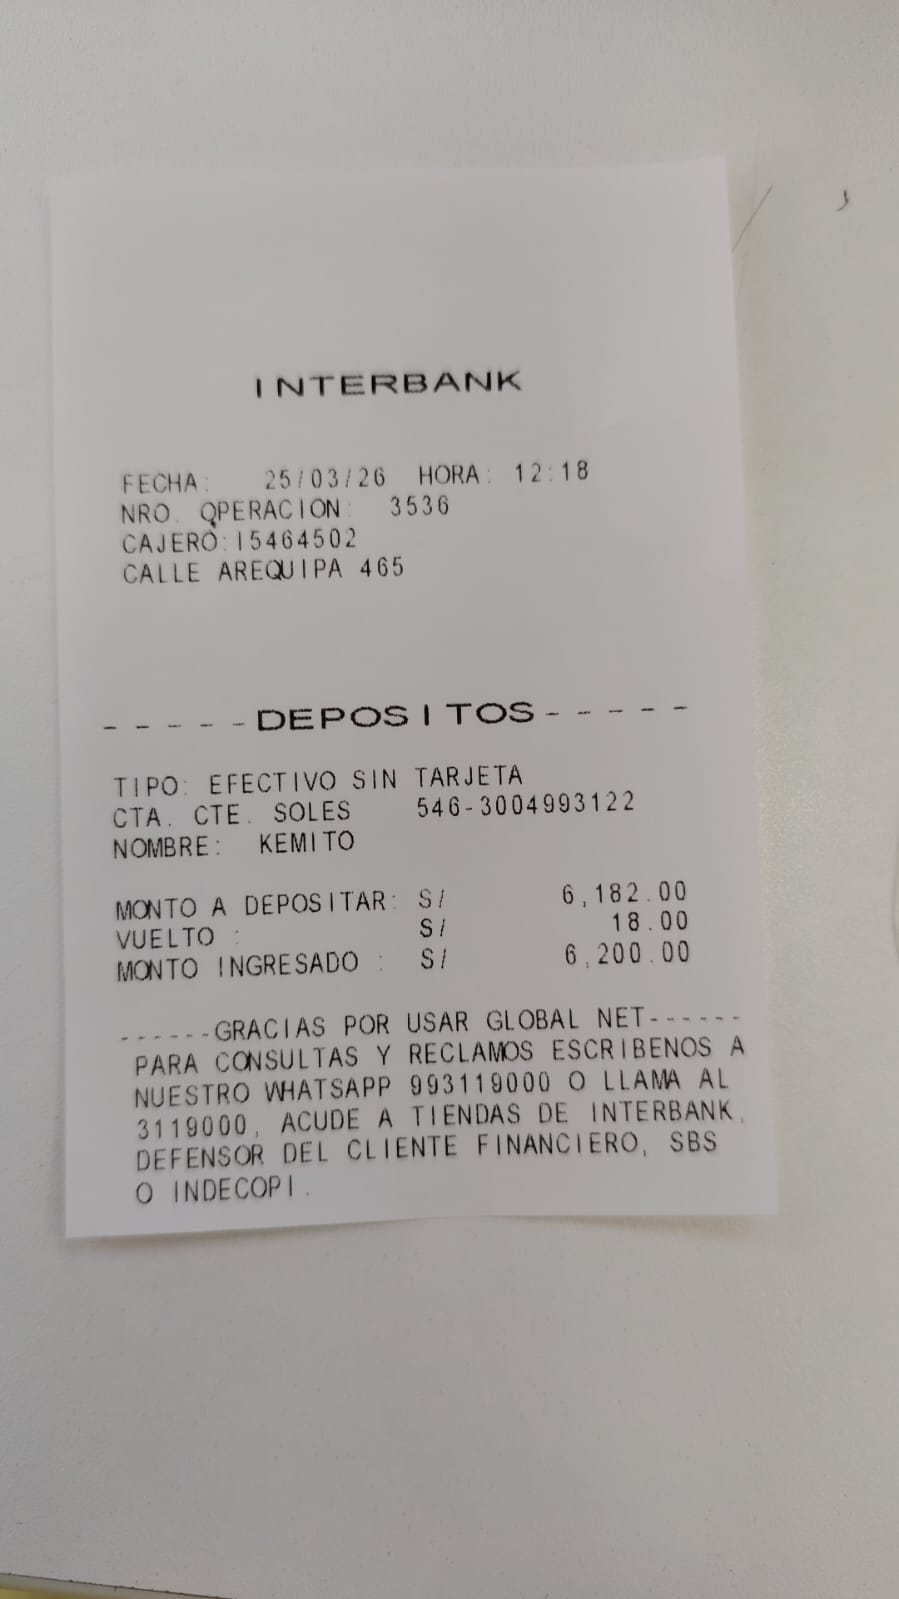 INTERBANK
FECHA: 25/03/26 HORA: 12:18
NRO. OPERACION: 3536
CAJERO:I5464502
CALLE AREQUIPA 465
-----DEPOSITOS-----
TIPO: EFECTIVO SIN TARJETA
CTA. CTE. SOLES 546-3004993122
NOMBRE: KEMITO
MONTO A DEPOSITAR: S/ 6,182.00
VUELTO : S/ 18.00
MONTO INGRESADO : S/ 6,200.00
------GRACIAS POR USAR GLOBAL NET------
PARA CONSULTAS Y RECLAMOS ESCRIBENOS A
NUESTRO WHATSAPP 993119000 O LLAMA AL
3119000, ACUDE A TIENDAS DE INTERBANK,
DEFENSOR DEL CLIENTE FINANCIERO, SBS
O INDECOPI.